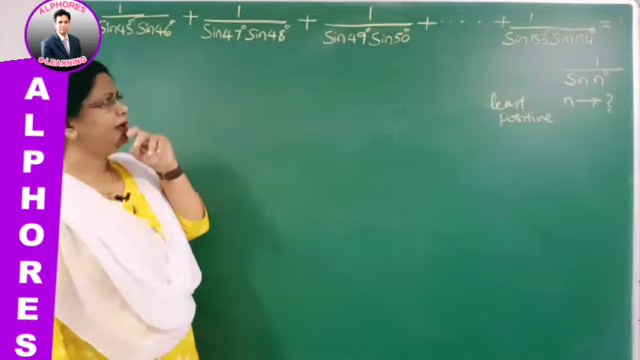 ALPHORES
e-LEARNING
ALPHORES
1/(Sin45° Sin46°) + 1/(Sin47° Sin48°) + 1/(Sin49° Sin50°) + ..... + 1/(Sin133° Sin134°) =
1/(Sin n°)
least n → ?
positive